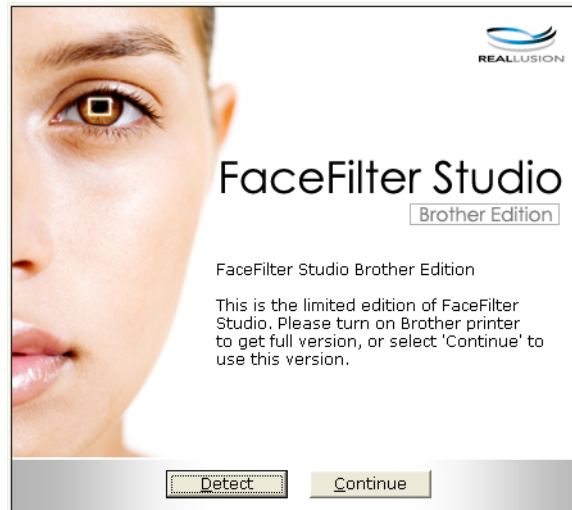 REALLUSION
FaceFilter Studio
Brother Edition
FaceFilter Studio Brother Edition
This is the limited edition of FaceFilter
Studio. Please turn on Brother printer
to get full version, or select 'Continue' to
use this version.
Detect
Continue